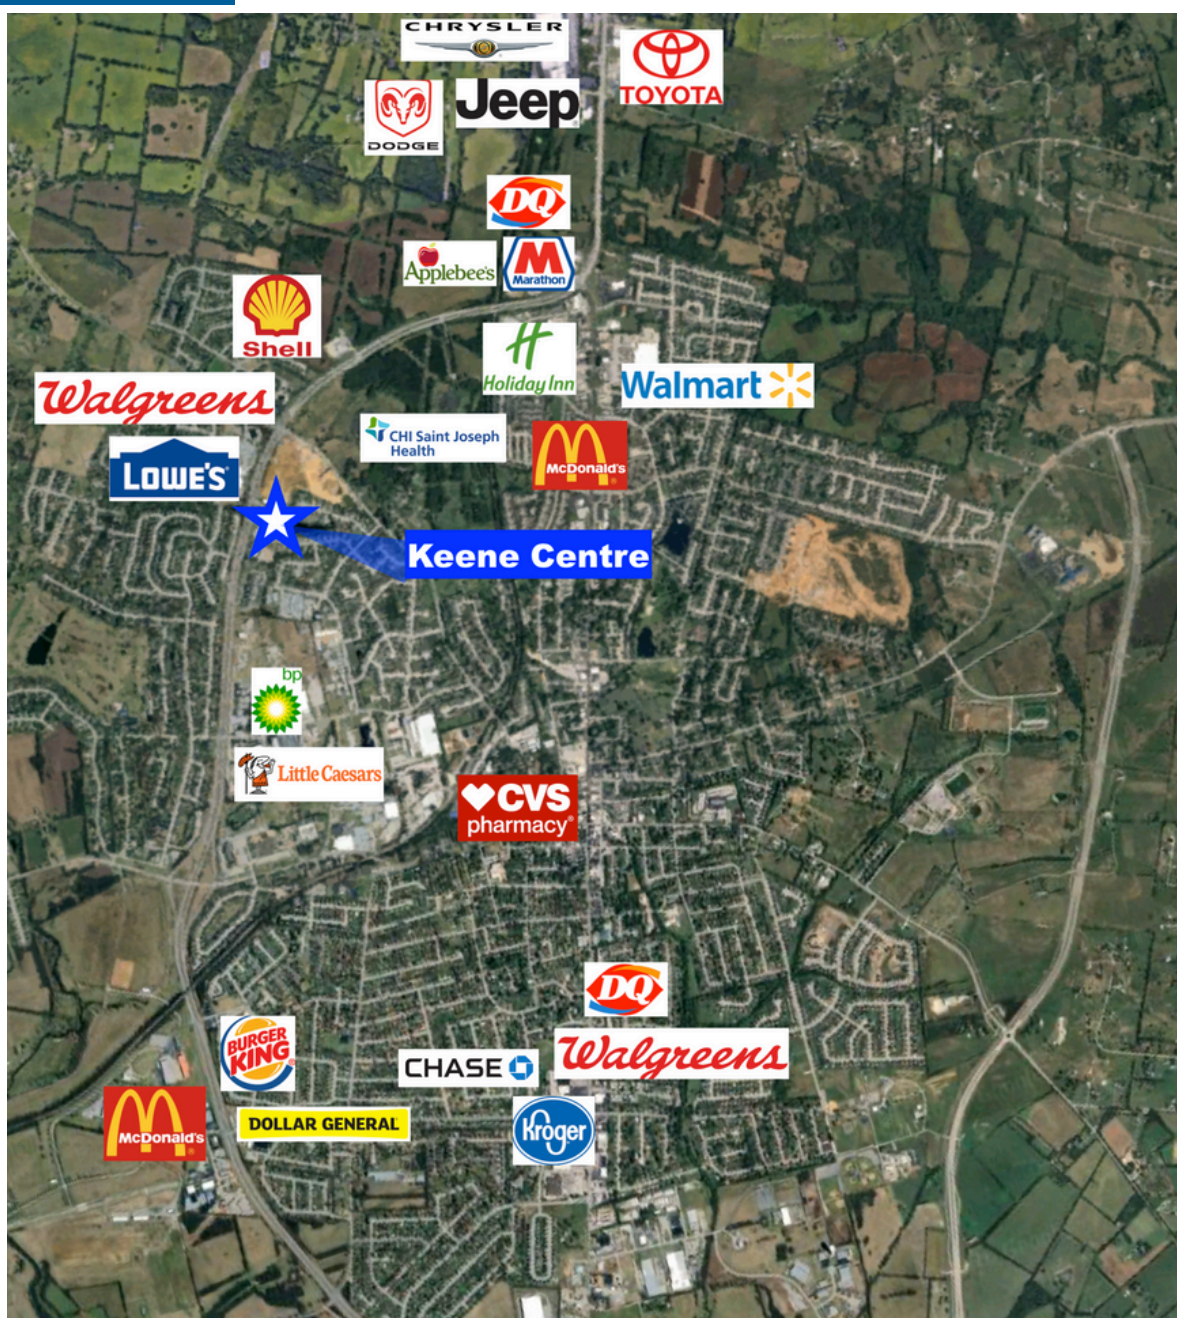 CHRYSLER
TOYOTA
DODGE
Jeep
DQ
Applebee's
M
Marathon
Shell
H
Holiday Inn
Walgreens
Walmart
CHI Saint Joseph
Health
McDonald's
LOWE'S
Keene Centre
bp
Little Caesars
CVS
pharmacy
DQ
BURGER
KING
CHASE
Walgreens
McDonald's
DOLLAR GENERAL
Kroger